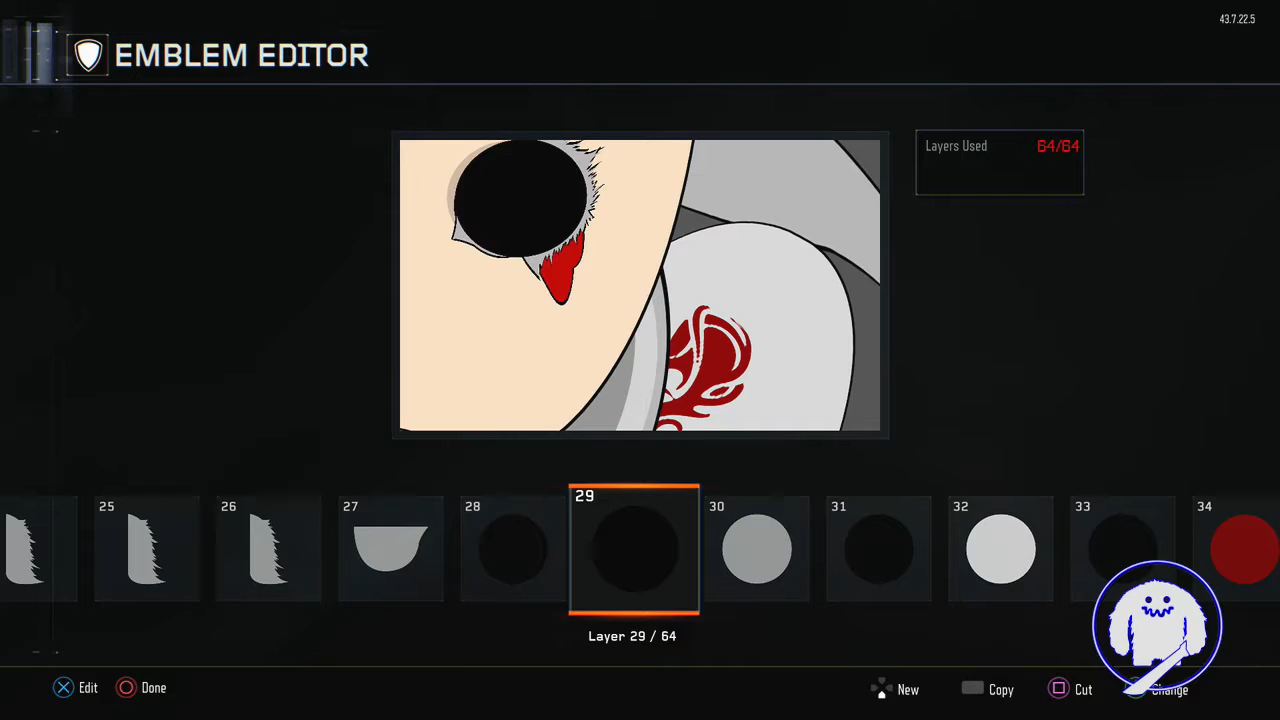 43.7.22.5
EMBLEM EDITOR
Layers Used 64/64
25 26 27 28 29 30 31 32 33 34
Layer 29 / 64
Edit Done New Copy Cut Change